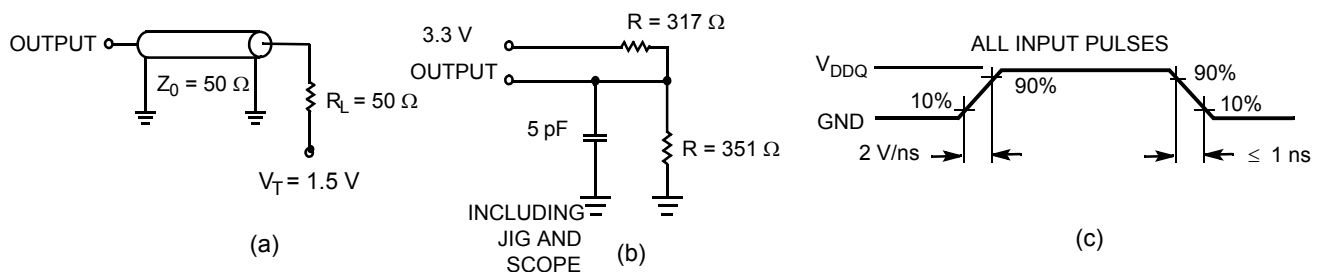 OUTPUT
Z0 = 50 Ω
RL = 50 Ω
VT = 1.5 V
(a)
R = 317 Ω
3.3 V
OUTPUT
5 pF
R = 351 Ω
INCLUDING
JIG AND
SCOPE
(b)
ALL INPUT PULSES
VDDQ
GND
10%
90%
90%
10%
2 V/ns
≤ 1 ns
(c)